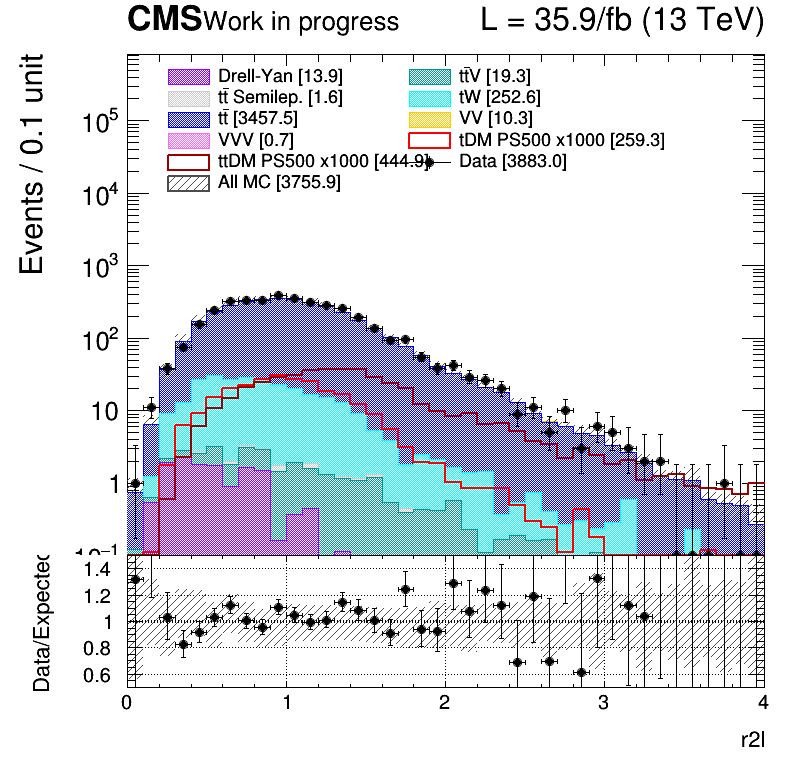 CMS Work in progress L = 35.9/fb (13 TeV)
Events / 0.1 unit
Drell-Yan [13.9] tt̄V [19.3]
tt̄ Semilep. [1.6] tW [252.6]
tt̄ [3457.5] VV [10.3]
VVV [0.7] tDM PS500 x1000 [259.3]
ttDM PS500 x1000 [444.9] Data [3883.0]
All MC [3755.9]
10⁵
10⁴
10³
10²
10
1
10⁻¹
Data/Expected
1.4
1.2
1
0.8
0.6
0 1 2 3 4
r2l